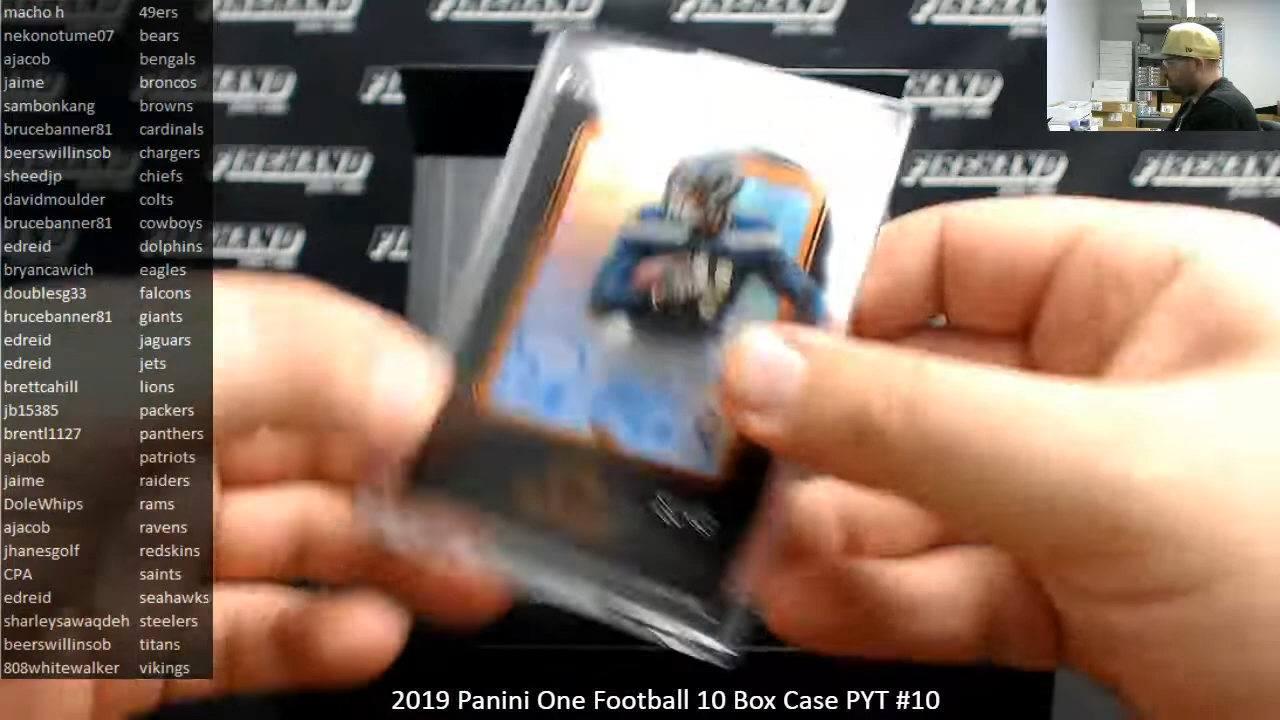 macho h 49ers
nekonotume07 bears
ajacob bengals
jaime broncos
sambonkang browns
brucebanner81 cardinals
beerswillinsob chargers
sheedjp chiefs
davidmoulder colts
brucebanner81 cowboys
edreid dolphins
bryancawich eagles
doublesg33 falcons
brucebanner81 giants
edreid jaguars
edreid jets
brettcahill lions
jb15385 packers
brentl1127 panthers
ajacob patriots
jaime raiders
DoleWhips rams
ajacob ravens
jhanesgolf redskins
CPA saints
edreid seahawks
sharleysawaqdeh steelers
beerswillinsob titans
808whitewalker vikings
FIREHAND
FIREHAND
FIREHAND
2019 Panini One Football 10 Box Case PYT #10